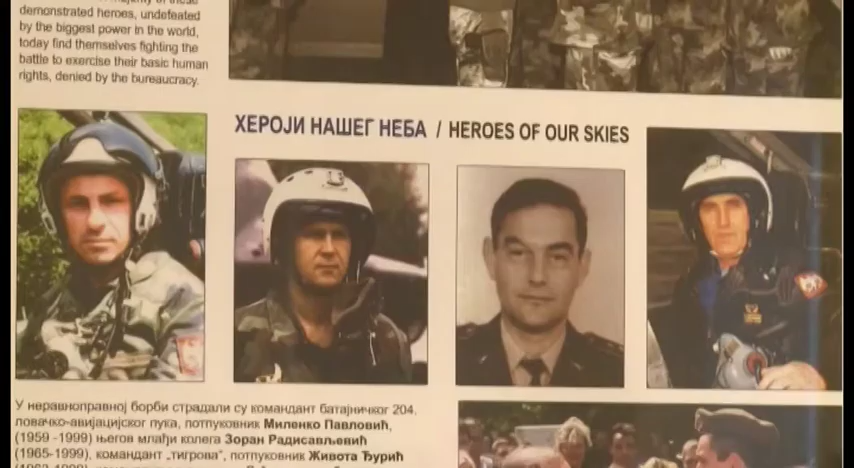 demonstrated heroes, undefeated
by the biggest power in the world,
today find themselves fighting the
battle to exercise their basic human
rights, denied by the bureaucracy.
ХЕРОЈИ НАШЕГ НЕБА / HEROES OF OUR SKIES
У неравноправној борби страдали су командант батајничког 204.
ловачко-авијацијског пука, потпуковник Миленко Павловић,
(1959 -1999) његов млађи колега Зоран Радисављевић
(1965-1999), командант „тигрова", потпуковник Живота Ђурић